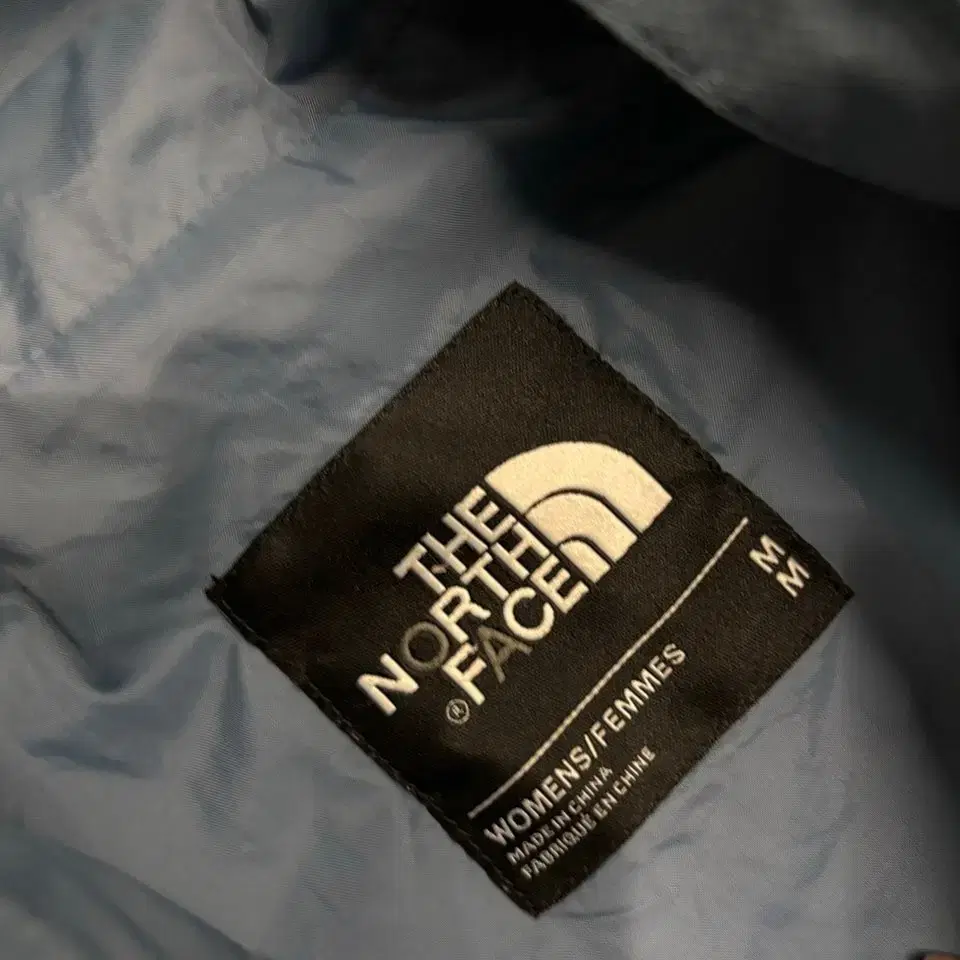 THE
NORTH
FACE
®
M
M
WOMENS/FEMMES
MADE IN CHINA
FABRIQUÉ EN CHINE